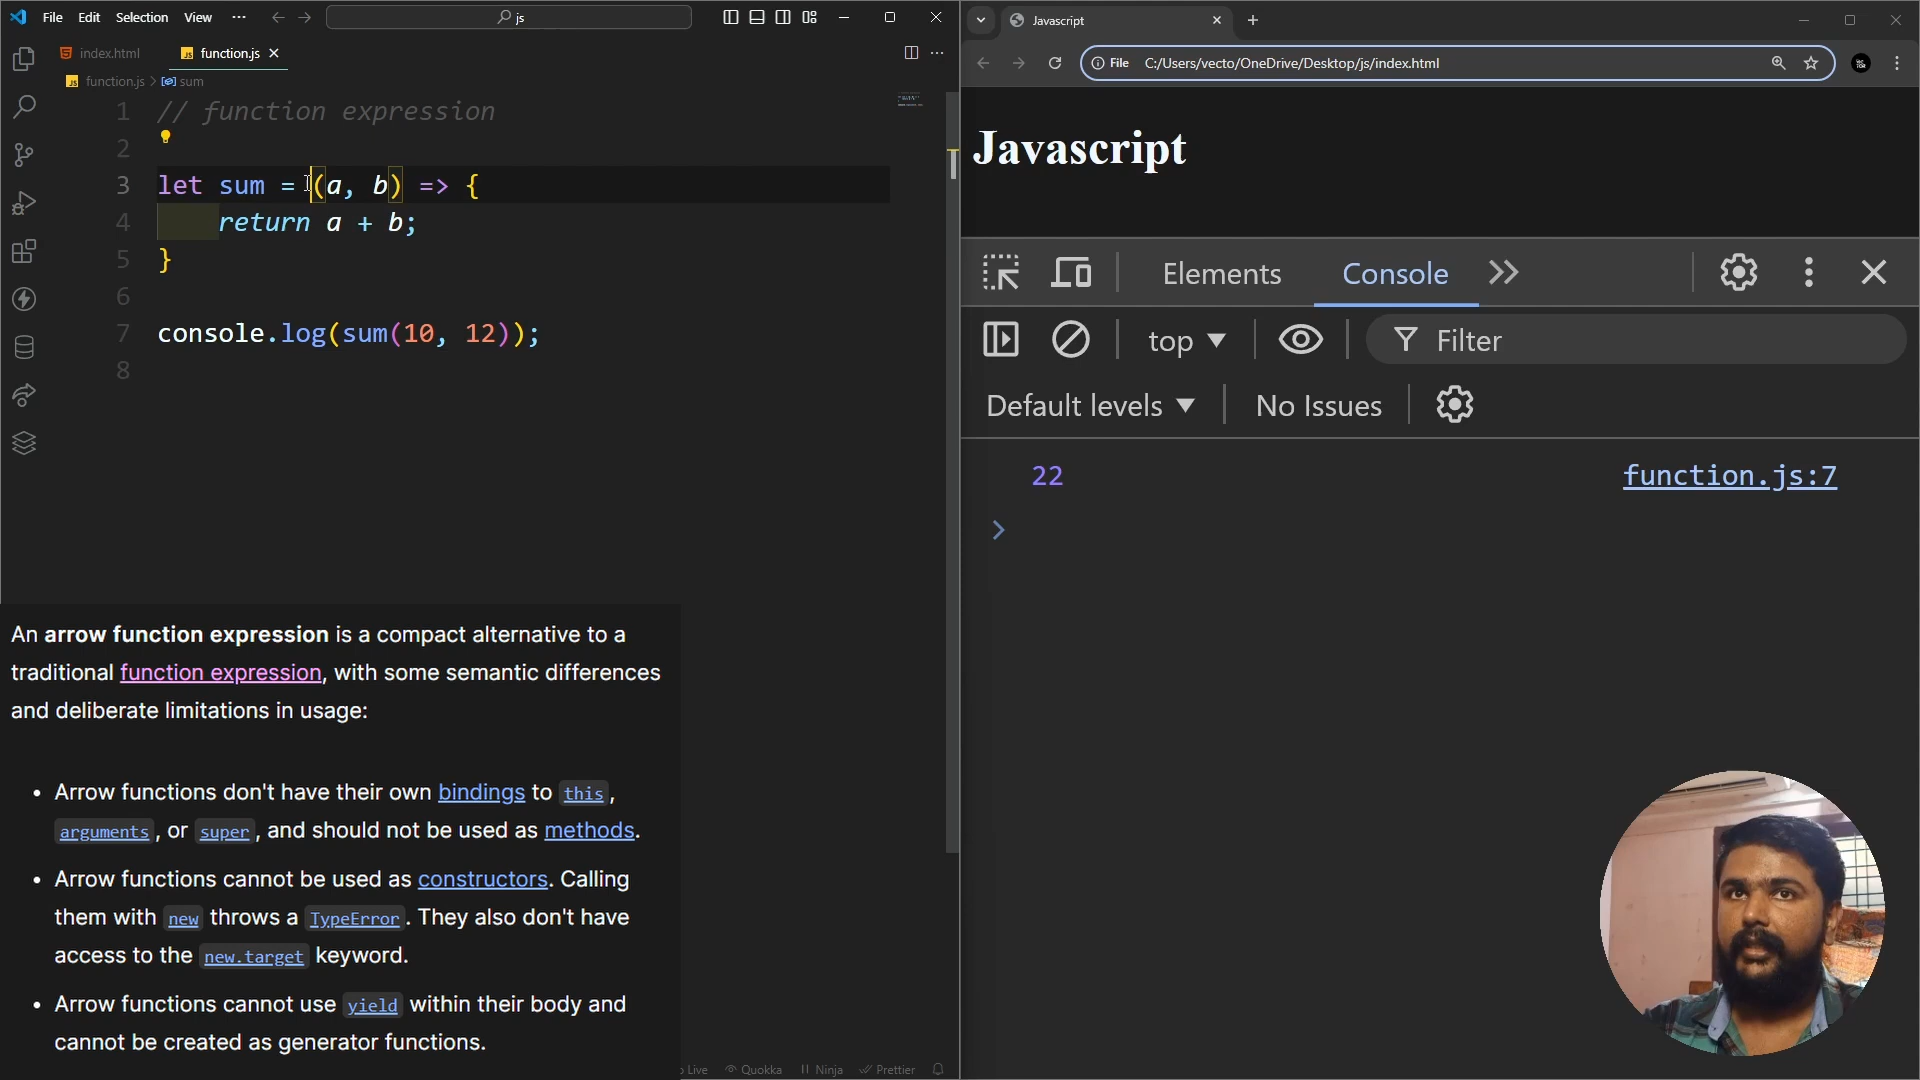 File Edit Selection View ··· js
index.html function.js
function.js > sum
1 // function expression
2
3 let sum = (a, b) => {
4 return a + b;
5 }
6
7 console.log(sum(10, 12));
8
An arrow function expression is a compact alternative to a
traditional function expression, with some semantic differences
and deliberate limitations in usage:
• Arrow functions don't have their own bindings to this,
arguments, or super, and should not be used as methods.
• Arrow functions cannot be used as constructors. Calling
them with new throws a TypeError. They also don't have
access to the new.target keyword.
• Arrow functions cannot use yield within their body and
cannot be created as generator functions.
Live Quokka Ninja Prettier
Javascript
File C:/Users/vecto/OneDrive/Desktop/js/index.html
Javascript
Elements Console
top Filter
Default levels No Issues
22 function.js:7